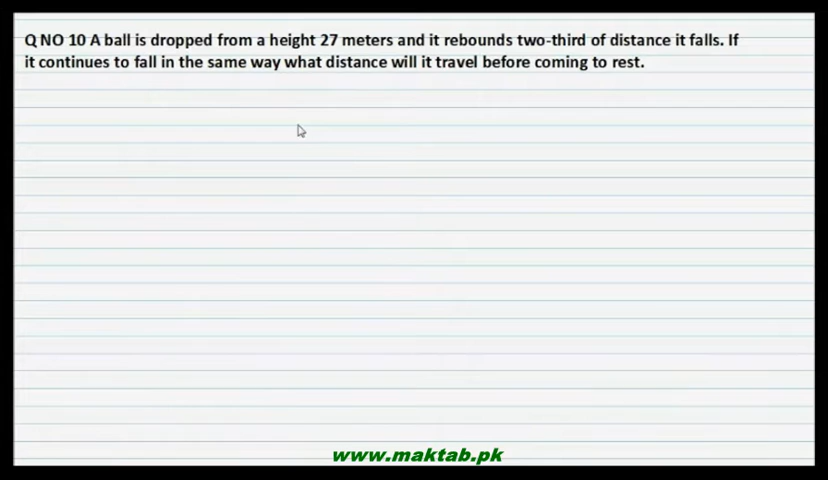 Q NO 10 A ball is dropped from a height 27 meters and it rebounds two-third of distance it falls. If
it continues to fall in the same way what distance will it travel before coming to rest.
www.maktab.pk